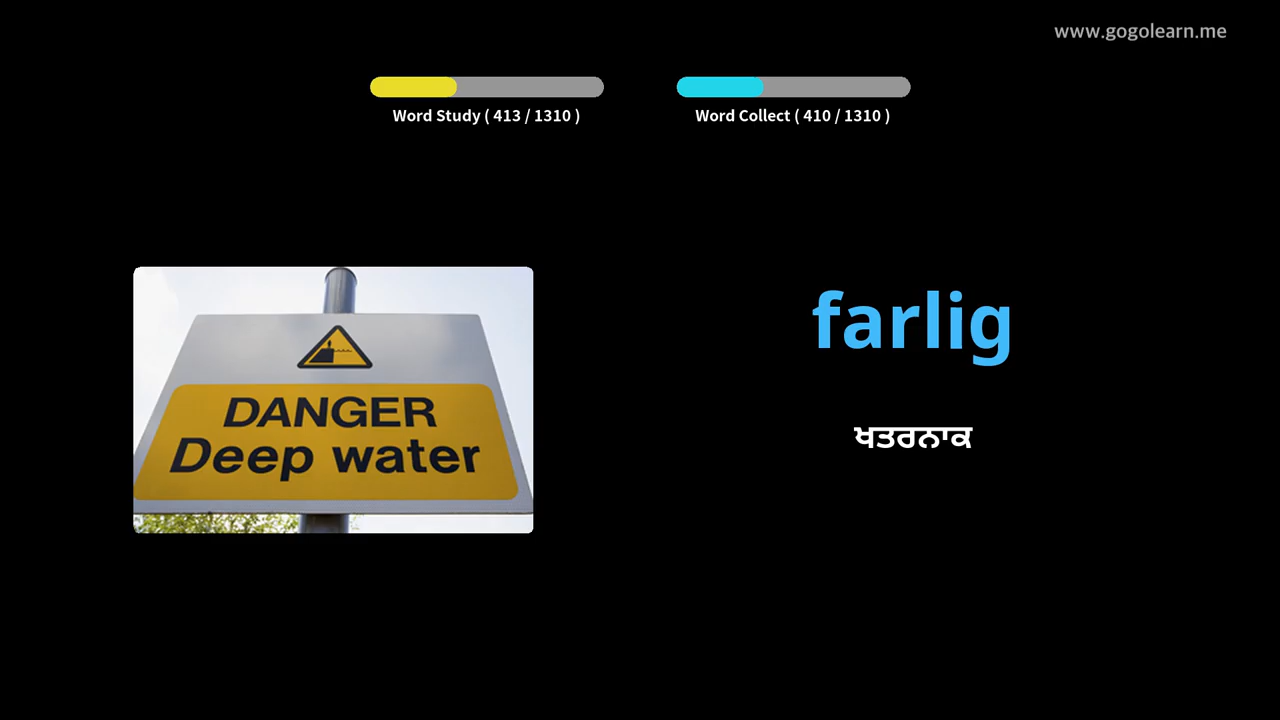 www.gogolearn.me
Word Study ( 413 / 1310 )
Word Collect ( 410 / 1310 )
DANGER
Deep water
farlig
ਖਤਰਨਾਕ